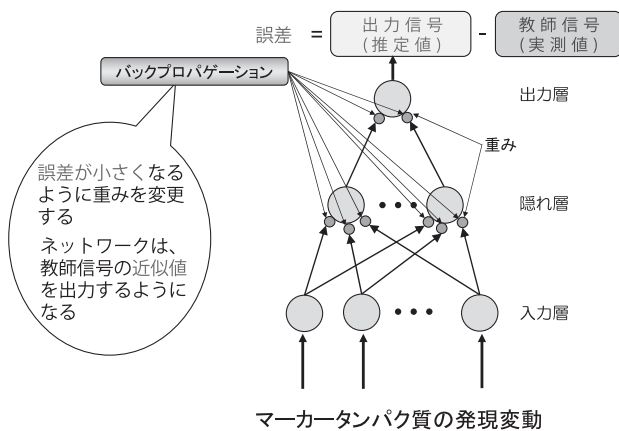 誤差 = 出力信号 - 教師信号
(推定値) (実測値)
バックプロパゲーション
出力層
重み
誤差が小さくなる
ように重みを変更
する
ネットワークは、
教師信号の近似値
を出力するように
なる
隠れ層
入力層
マーカータンパク質の発現変動